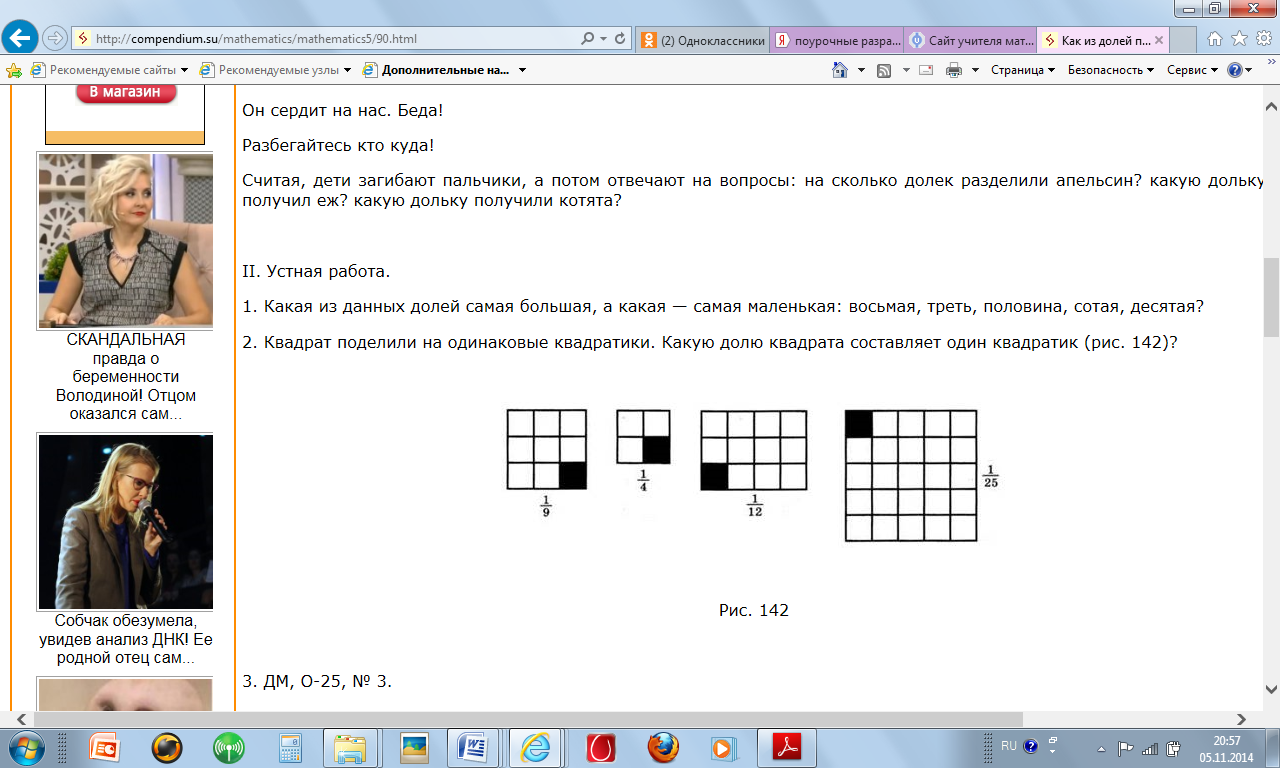 http://compendium.su/mathematics/mathematics5/90.html
(2) Одноклассники
поурочные разра...
Сайт учителя мат...
Как из долей п...
Рекомендуемые сайты
Рекомендуемые узлы
Дополнительные на...
Страница
Безопасность
Сервис
В магазин
СКАНДАЛЬНАЯ
правда о
беременности
Володиной! Отцом
оказался сам...
Собчак обезумела,
увидев анализ ДНК! Ее
родной отец сам...
Он сердит на нас. Беда!
Разбегайтесь кто куда!
Считая, дети загибают пальчики, а потом отвечают на вопросы: на сколько долек разделили апельсин? какую дольку
получил еж? какую дольку получили котята?
II. Устная работа.
1. Какая из данных долей самая большая, а какая — самая маленькая: восьмая, треть, половина, сотая, десятая?
2. Квадрат поделили на одинаковые квадратики. Какую долю квадрата составляет один квадратик (рис. 142)?
1/9
1/4
1/12
1/25
Рис. 142
3. ДМ, О-25, № 3.
RU
20:57
05.11.2014